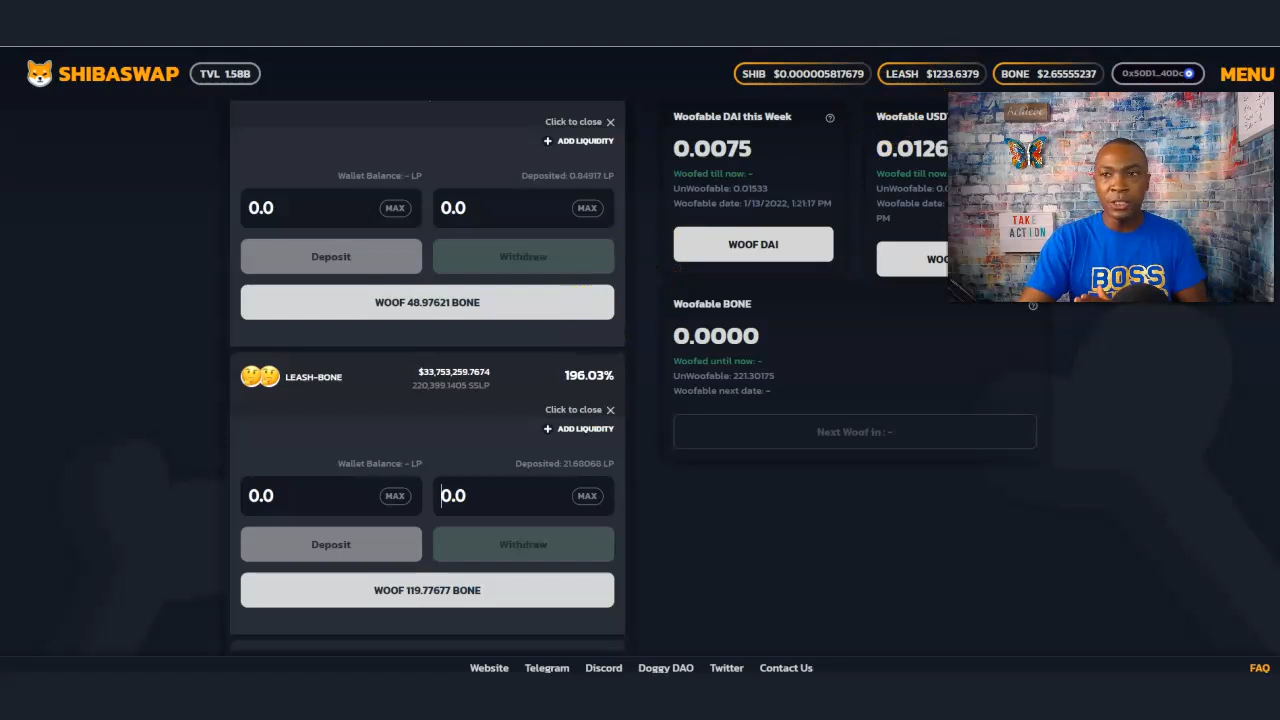 SHIBASWAP
TVL 1.58B
SHIB $0.000005817679
LEASH $1233.6379
BONE $2.65555237
0x50D1...40Dc
MENU
Click to close ×
+ ADD LIQUIDITY
Wallet Balance: - LP
Deposited: 0.84917 LP
0.0 MAX
0.0 MAX
Deposit
Withdraw
WOOF 48.97621 BONE
LEASH-BONE
$33,753,259.7674
220,399.1405 SSLP
196.03%
Click to close ×
+ ADD LIQUIDITY
Wallet Balance: - LP
Deposited: 21.68068 LP
0.0 MAX
0.0 MAX
Deposit
Withdraw
WOOF 119.77677 BONE
Woofable DAI this Week
0.0075
Woofed till now: -
UnWoofable: 0.01533
Woofable date: 1/13/2022, 1:21:17 PM
WOOF DAI
Woofable USD
0.0126
Woofed till now
UnWoofable: 0.0
Woofable date:
PM
WOO
Woofable BONE
0.0000
Woofed until now: -
UnWoofable: 221.30175
Woofable next date: -
Next Woof in : -
Achieve
TAKE
ACTION
BOSS
Website
Telegram
Discord
Doggy DAO
Twitter
Contact Us
FAQ